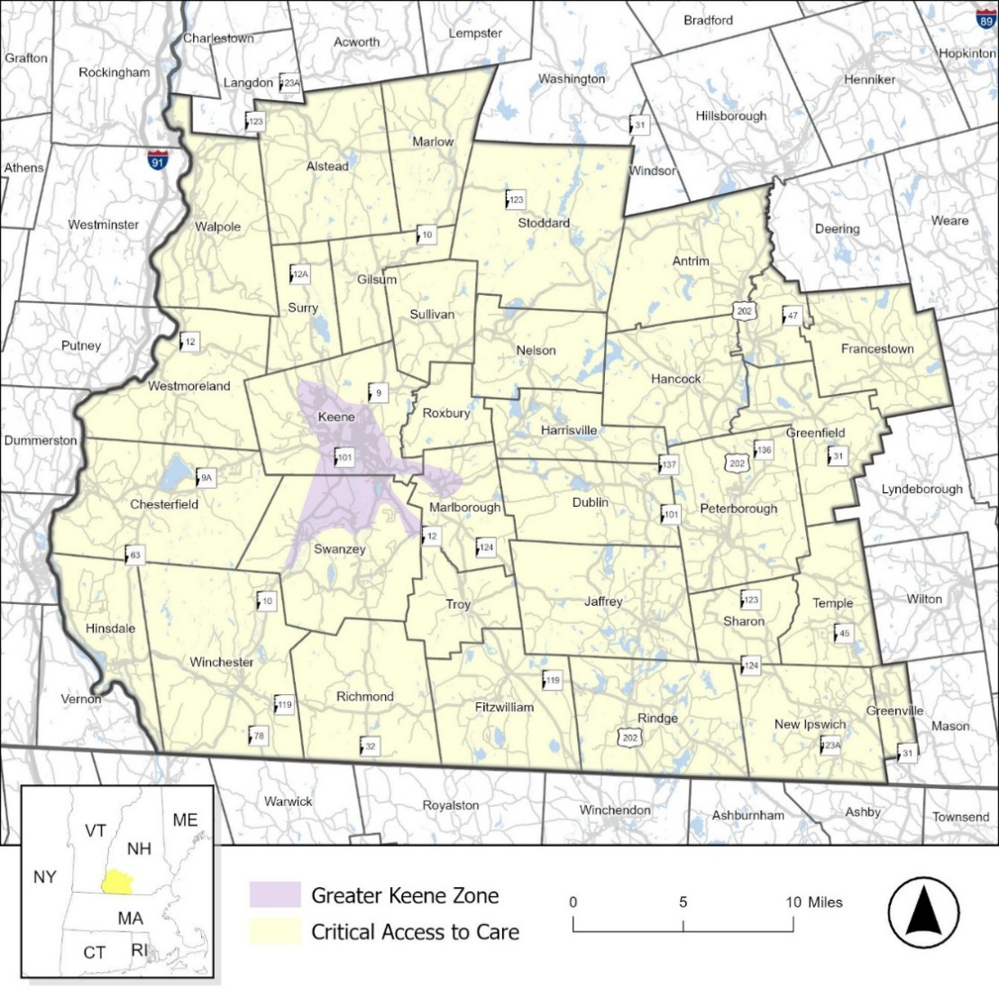 Bradford
89
Charlestown
Acworth
Lempster
Grafton
Rockingham
Hopkinton
Langdon
123A
Washington
Henniker
123
31
Hillsborough
Marlow
91
Athens
Alstead
Windsor
123
Westminster
Walpole
Stoddard
Deering
Weare
10
Antrim
12A
Gilsum
Surry
Sullivan
202
47
Putney
12
Nelson
Francestown
Westmoreland
9
Hancock
Keene
Roxbury
Harrisville
Greenfield
Dummerston
101
136
202
31
137
9A
Lyndeborough
Chesterfield
Marlborough
Dublin
Peterborough
101
12
124
Swanzey
63
10
Troy
Jaffrey
123
Temple
Wilton
Sharon
Hinsdale
45
Winchester
124
119
Vernon
Richmond
119
Fitzwilliam
Rindge
Greenville
New Ipswich
Mason
78
32
202
123A
31
Warwick
Royalston
Winchendon
Ashburnham
Ashby
Townsend
VT
ME
NH
NY
MA
CT
RI
Greater Keene Zone
Critical Access to Care
0
5
10 Miles